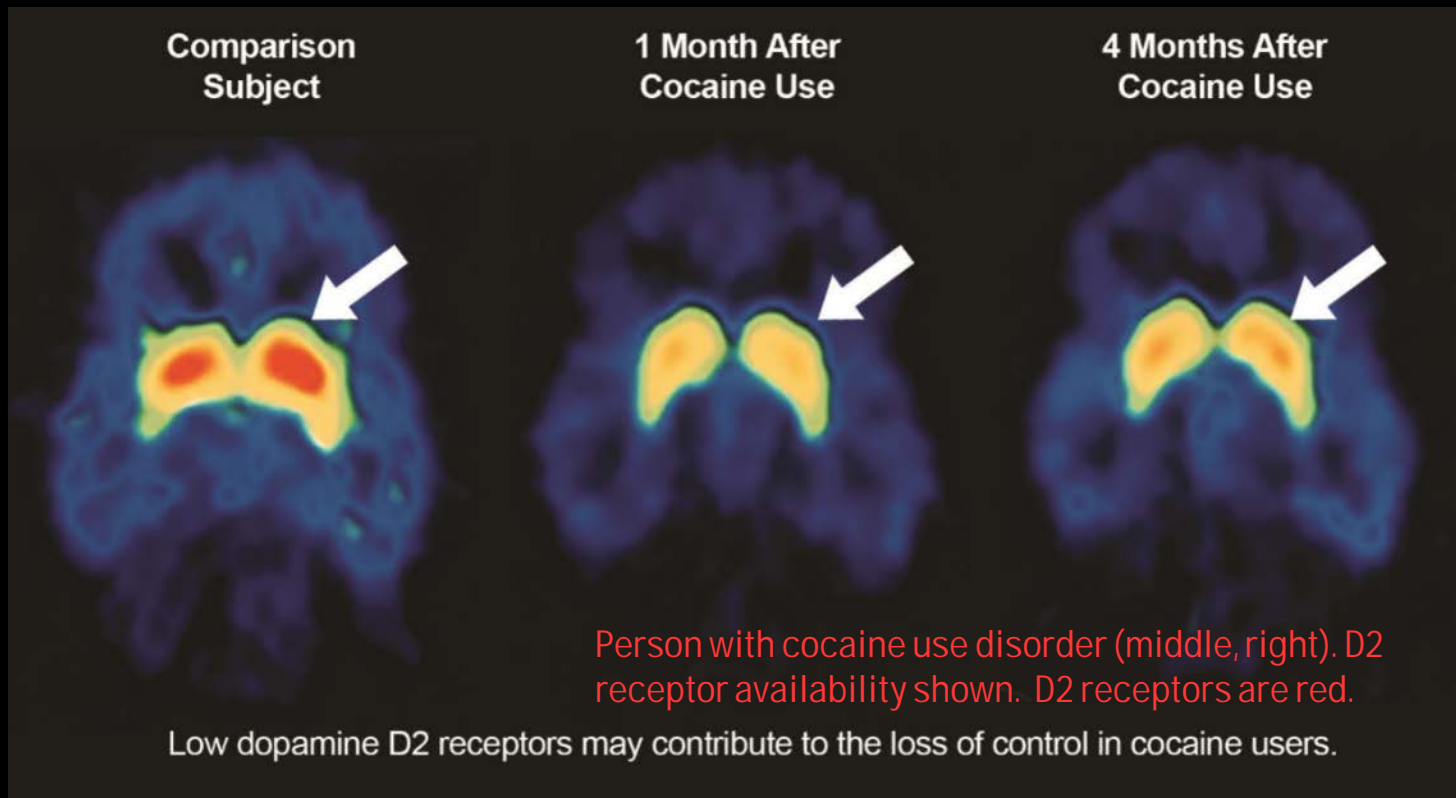 Comparison
Subject
1 Month After
Cocaine Use
4 Months After
Cocaine Use
Person with cocaine use disorder (middle, right). D2
receptor availability shown.  D2 receptors are red.
Low dopamine D2 receptors may contribute to the loss of control in cocaine users.